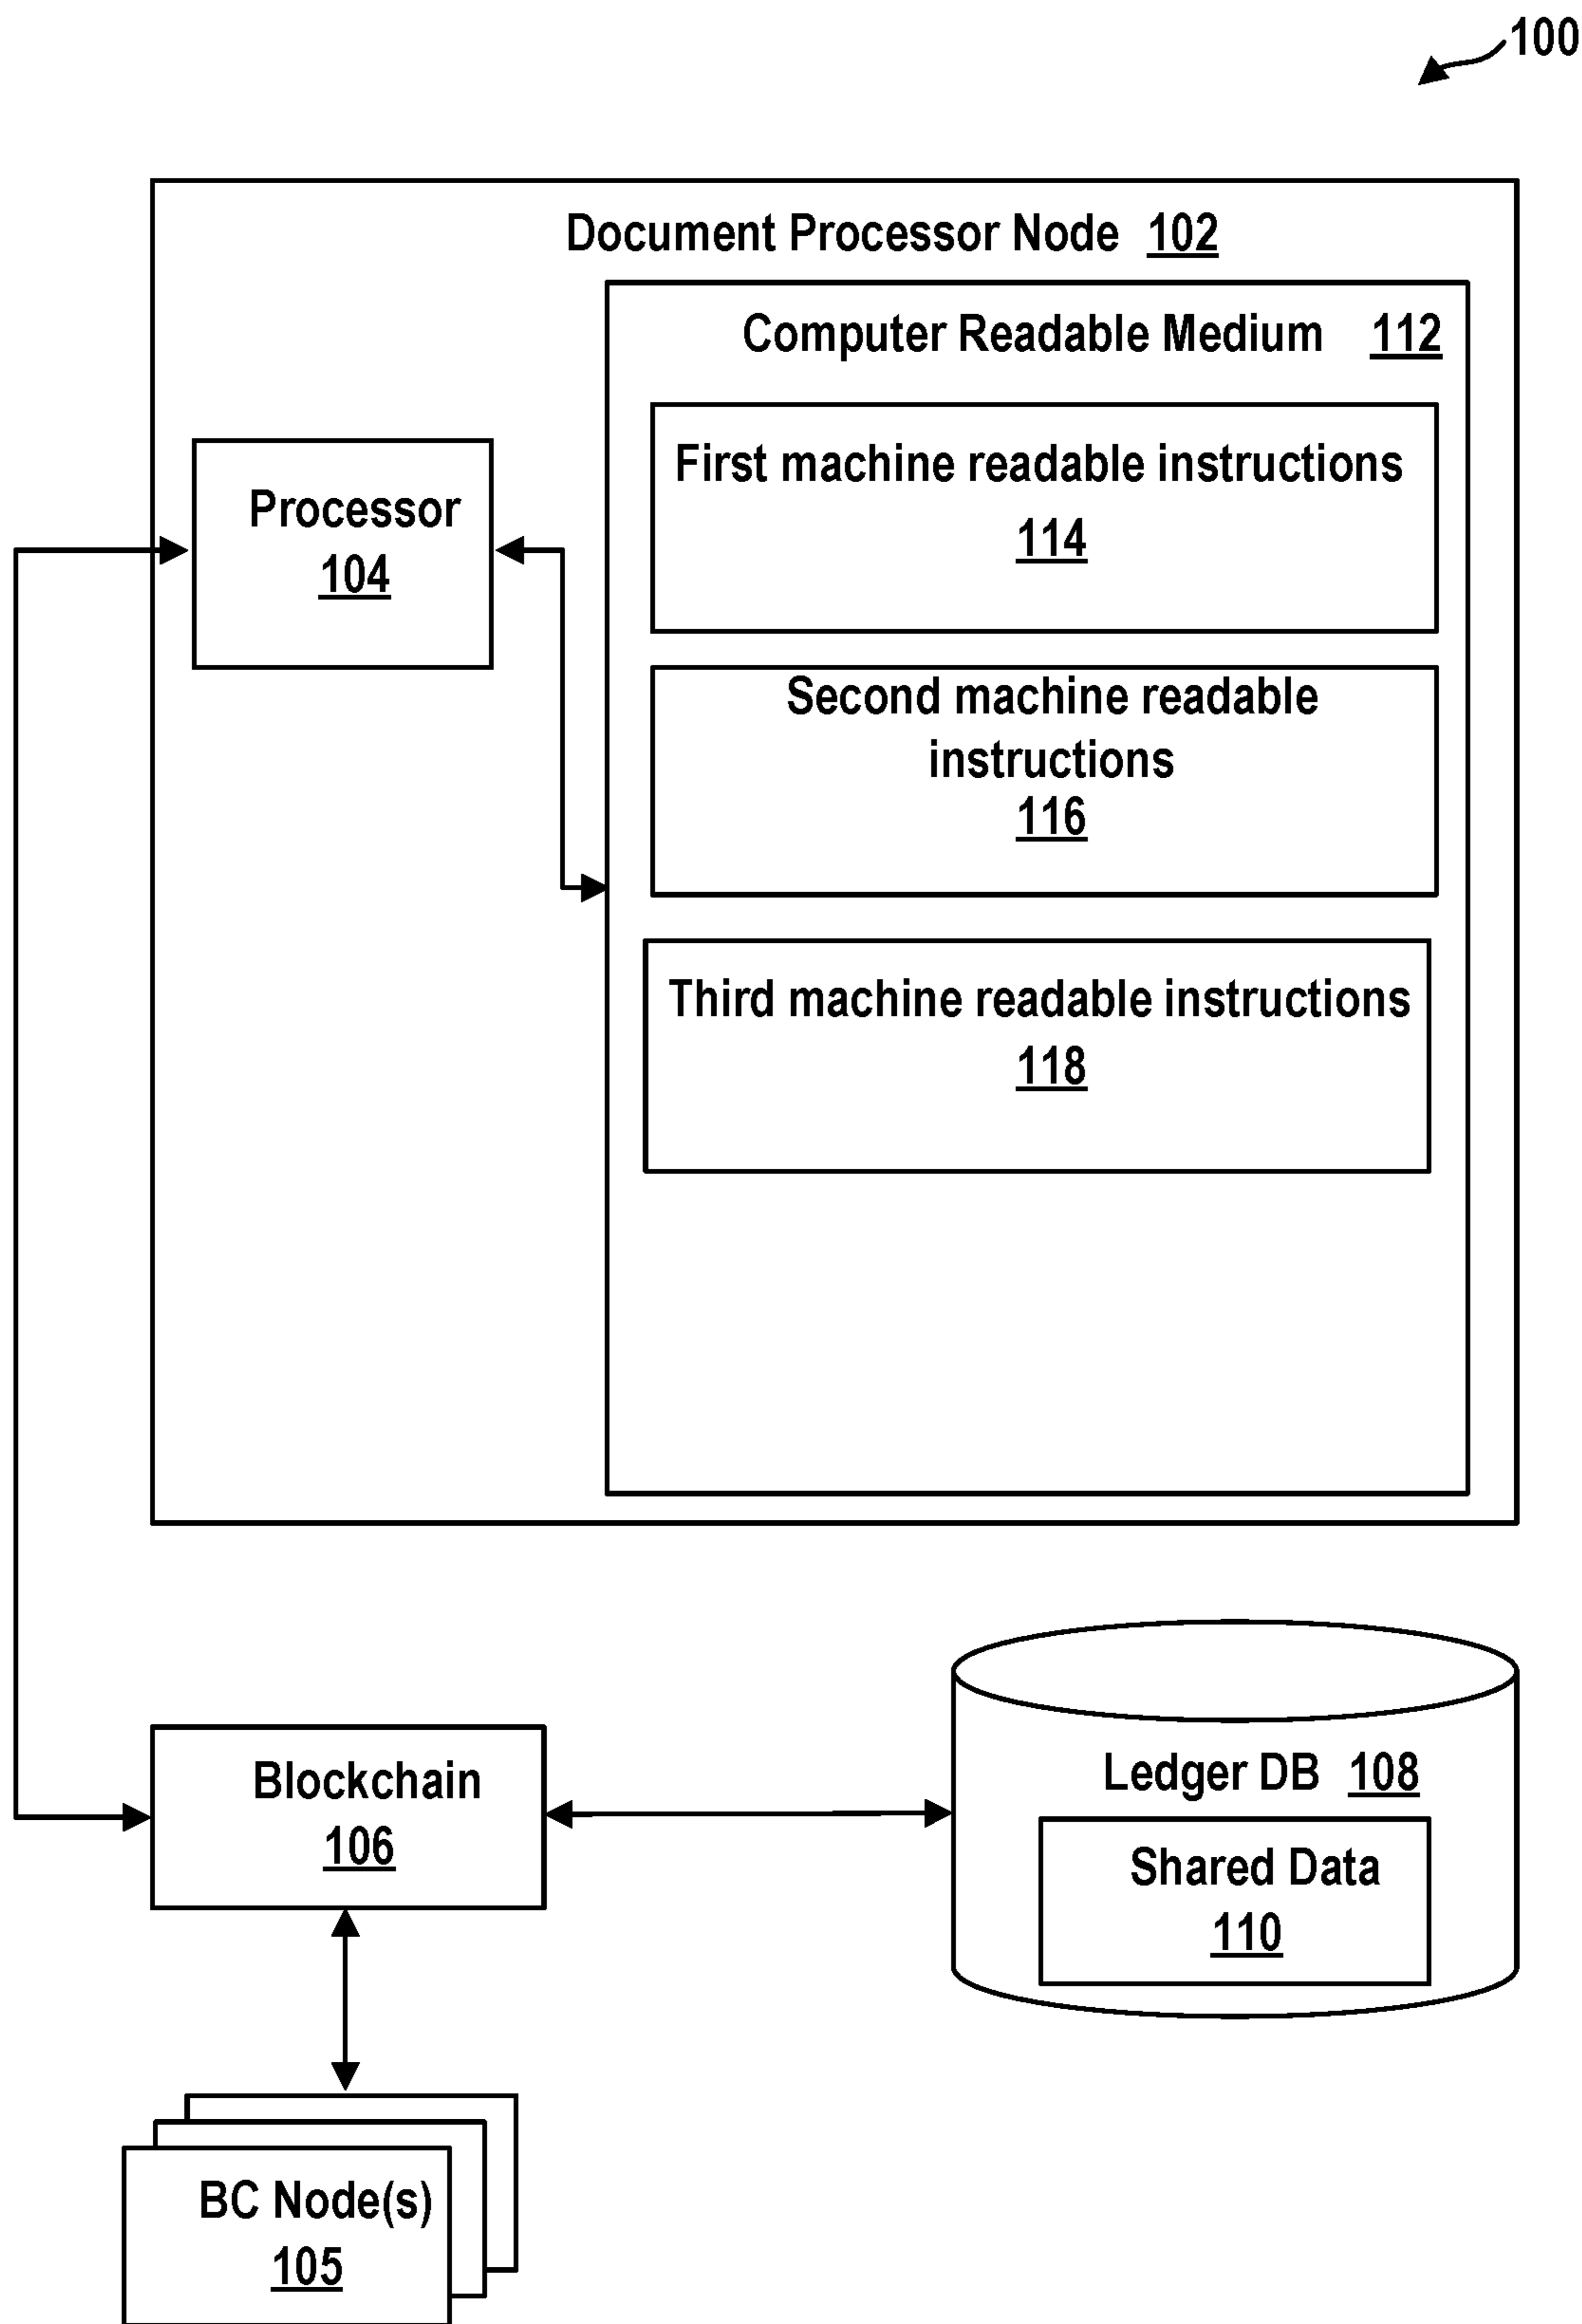 100
Document Processor Node 102
Computer Readable Medium 112
First machine readable instructions
114
Processor
104
Second machine readable
instructions
116
Third machine readable instructions
118
Blockchain
106
Ledger DB 108
Shared Data
110
BC Node(s)
105